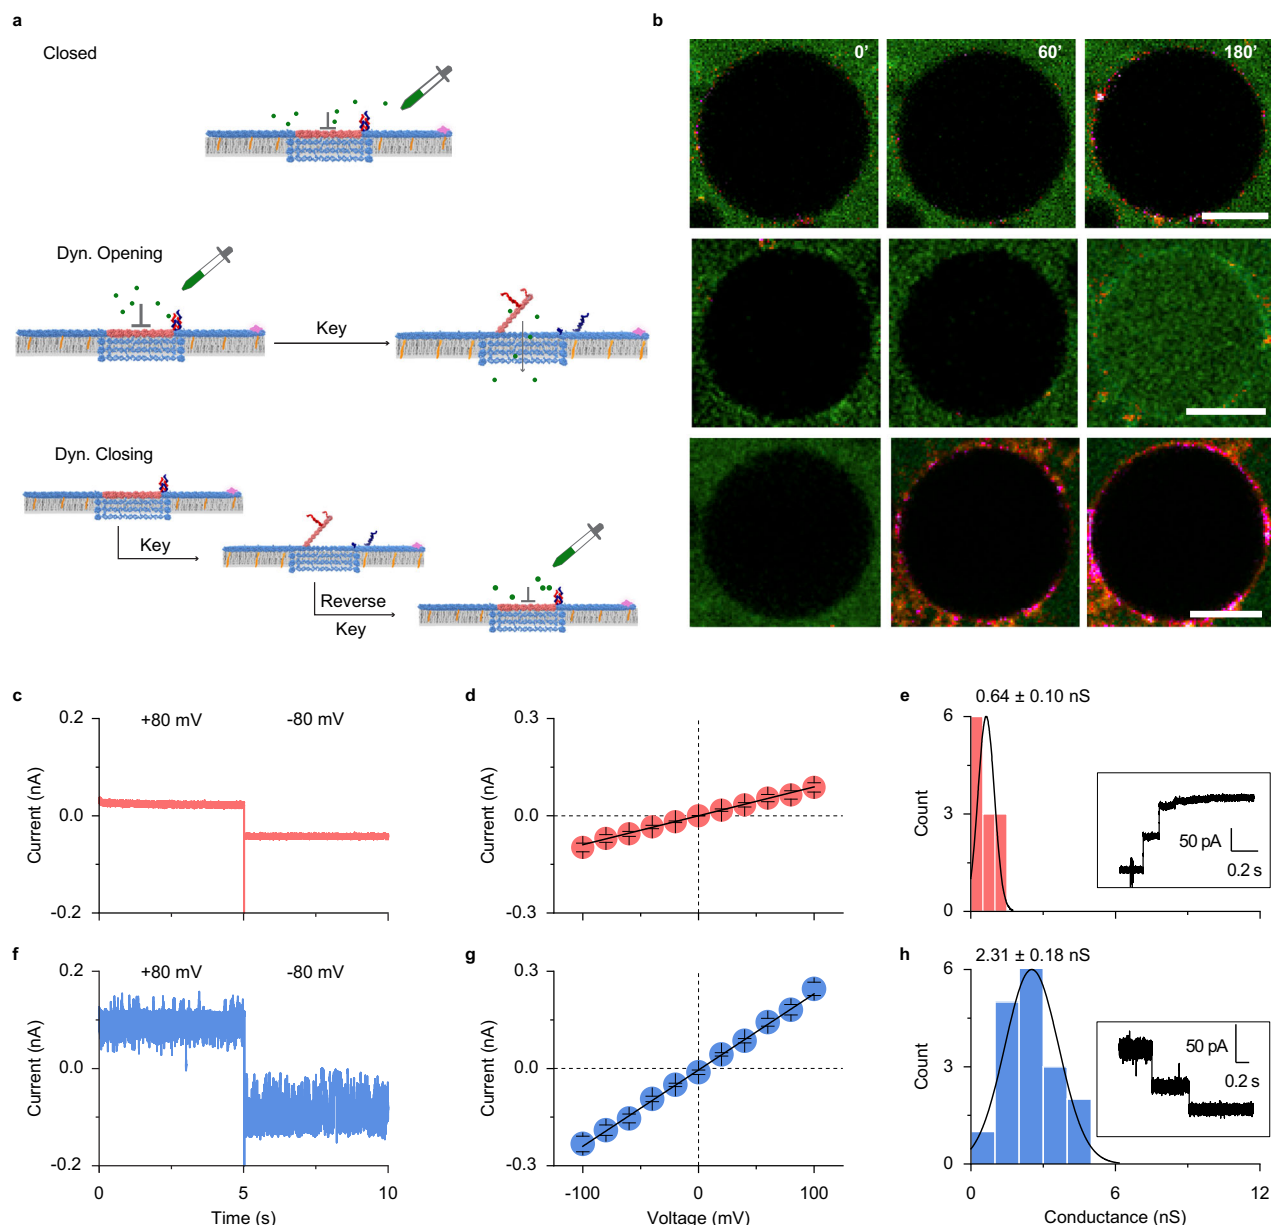 a
Closed
Dyn. Opening
Key
Dyn. Closing
Key
Reverse
Key
b
0’
60’
180’
c
0.2
0.0
-0.2
Current (nA)
+80 mV
-80 mV
d
0.3
0.0
-0.3
Current (nA)
e
0.64 ± 0.10 nS
6
3
0
Count
50 pA
0.2 s
f
0.2
0.0
-0.2
Current (nA)
+80 mV
-80 mV
0
5
10
Time (s)
g
0.3
0.0
-0.3
Current (nA)
-100
0
100
Voltage (mV)
h
2.31 ± 0.18 nS
6
3
0
Count
50 pA
0.2 s
0
6
12
Conductance (nS)